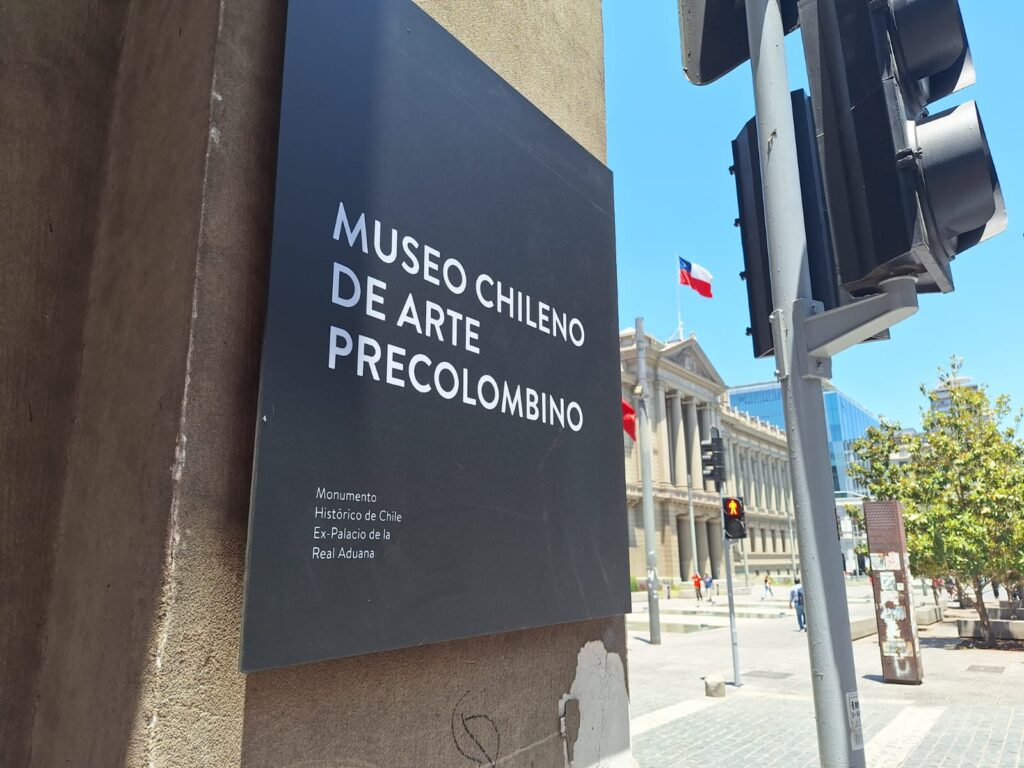 MUSEO CHILENO
DE ARTE
PRECOLOMBINO
Monumento
Histórico de Chile
Ex-Palacio de la
Real Aduana